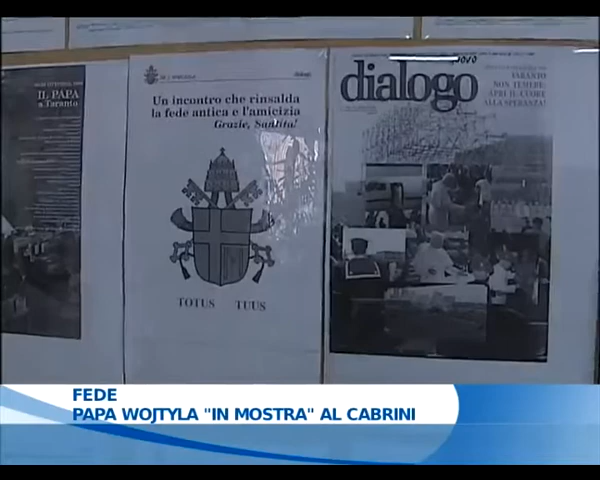 IL PAPA
a Taranto
dialogo
Un incontro che rinsalda
la fede antica e l'amicizia
Grazie, Santità!
TOTUS TUUS
dialogo
TARANTO
NON TEMERE:
APRI IL CUORE
ALLA SPERANZA!
FEDE
PAPA WOJTYLA "IN MOSTRA" AL CABRINI